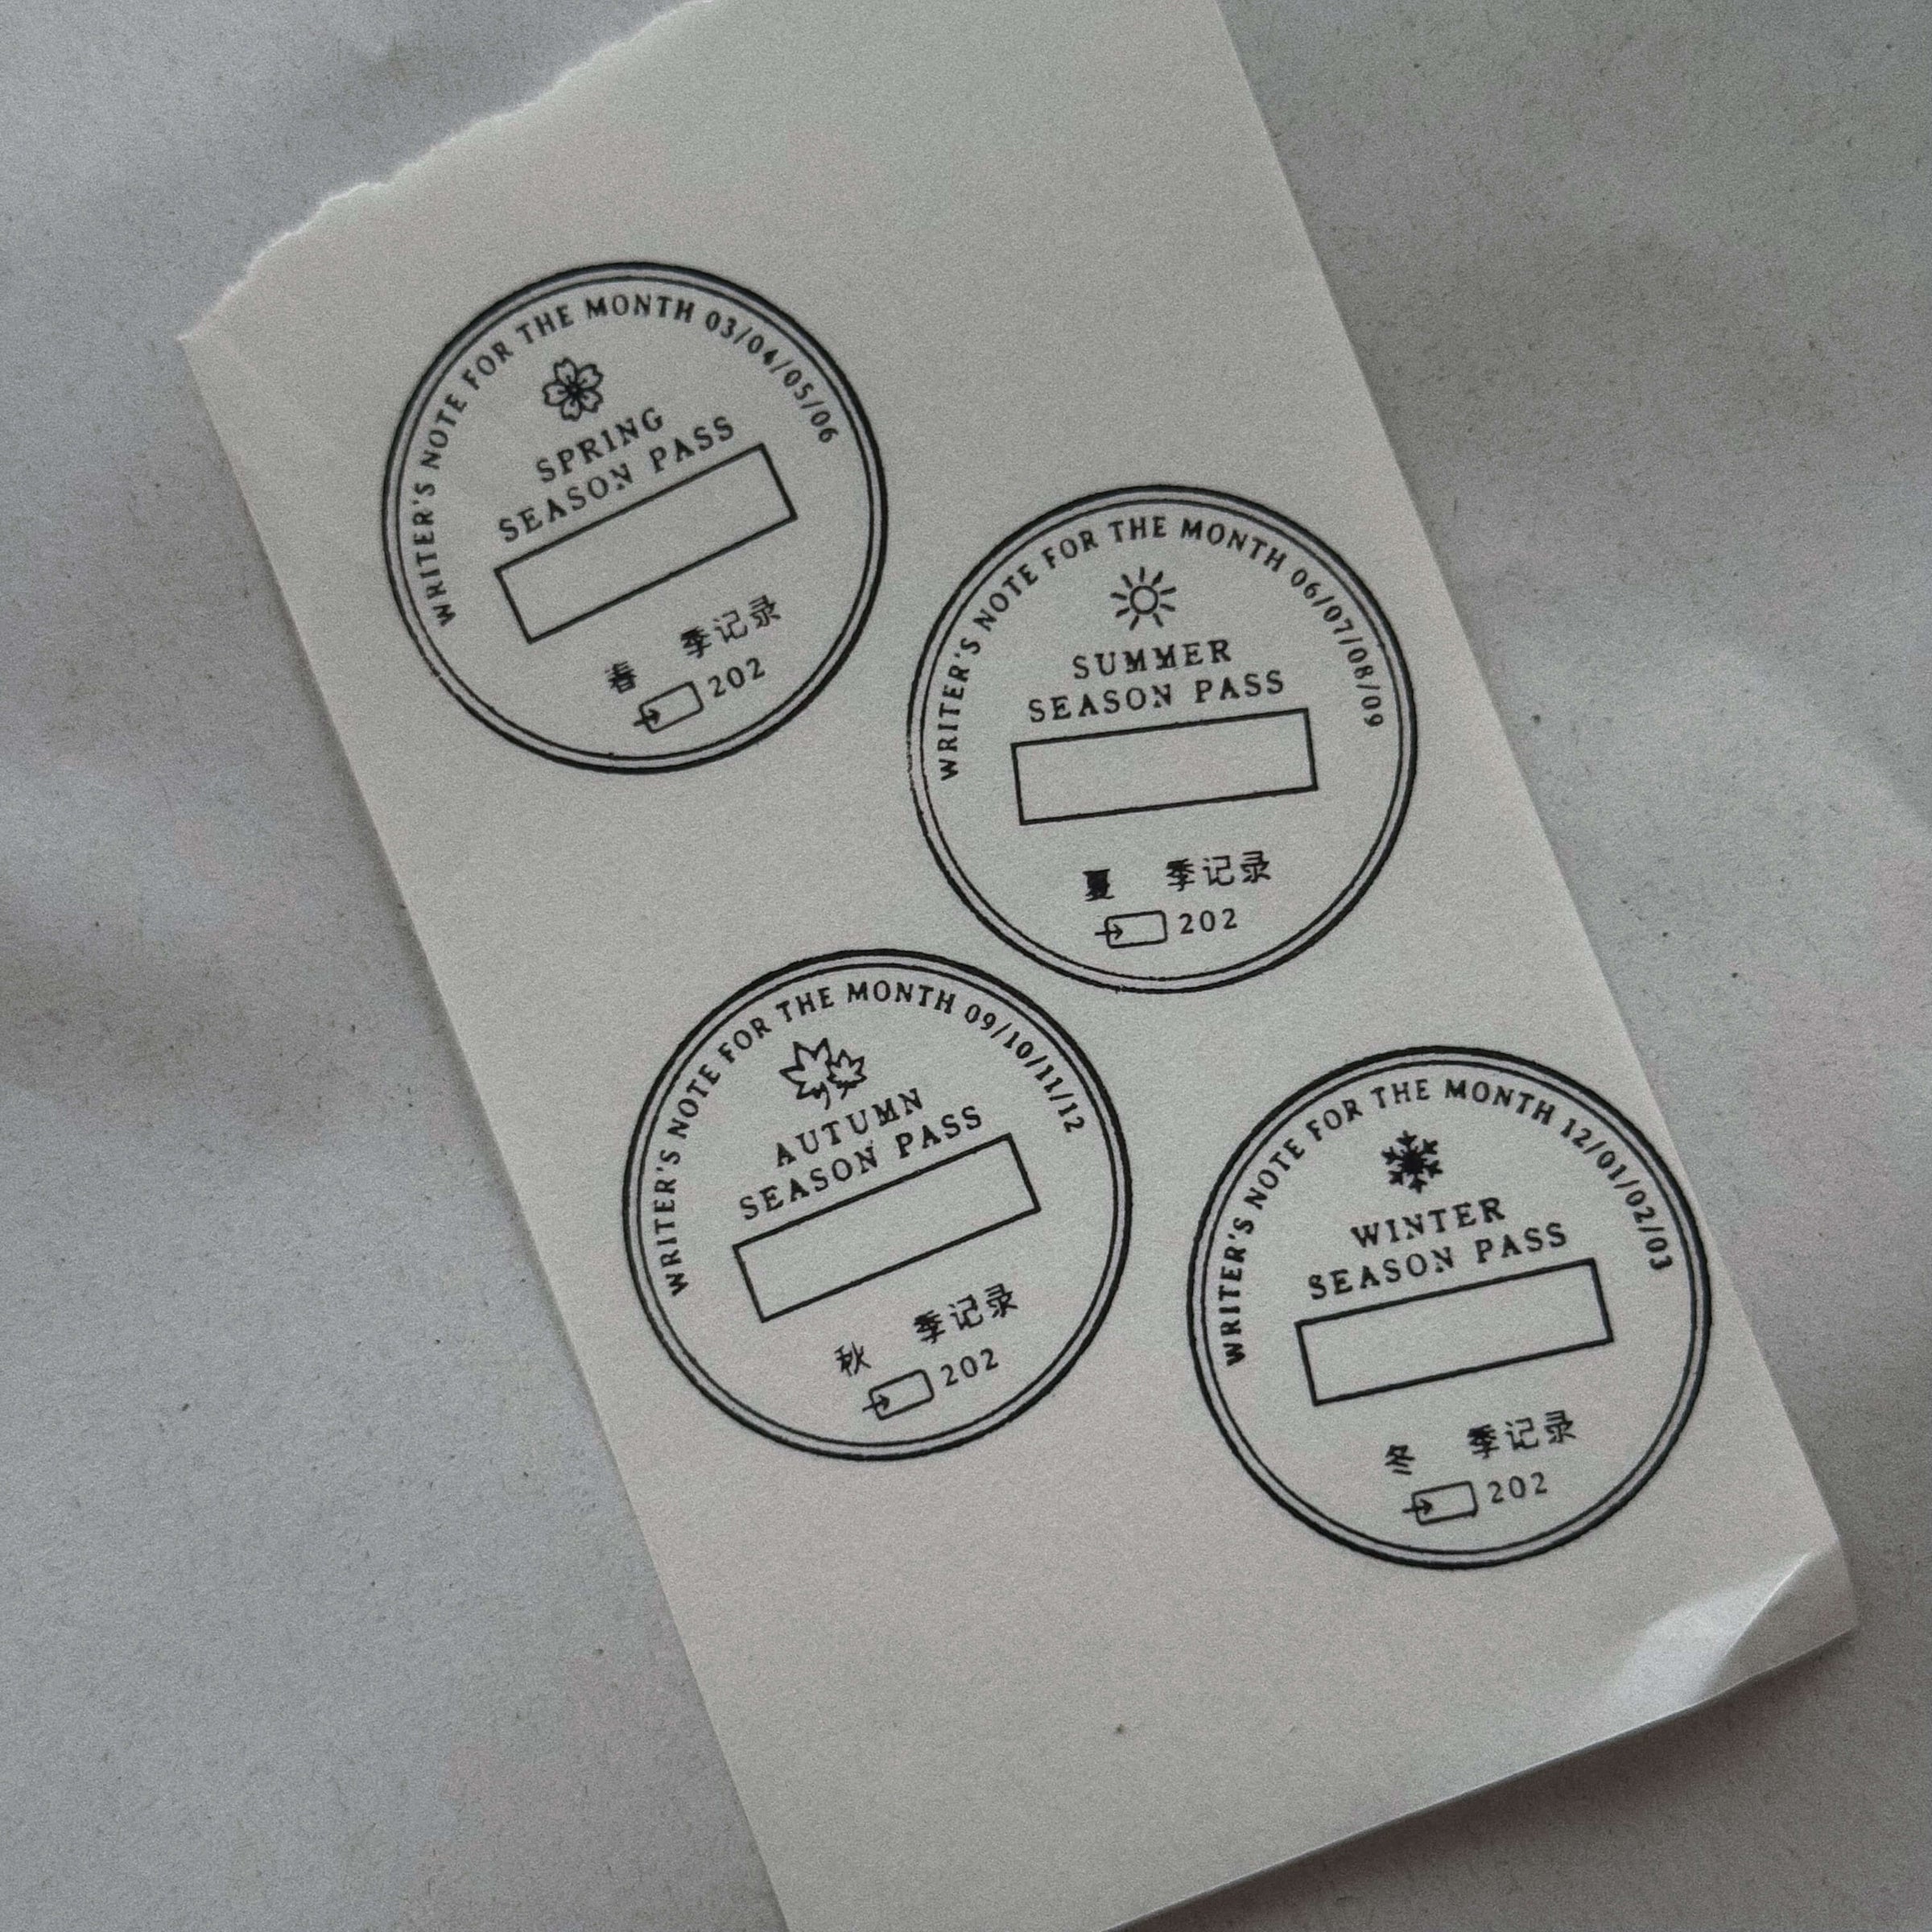 WRITER'S NOTE FOR THE MONTH 03/04/05/06
SPRING
SEASON PASS
春 季记录
202
WRITER'S NOTE FOR THE MONTH 06/07/08/09
SUMMER
SEASON PASS
夏 季记录
202
WRITER'S NOTE FOR THE MONTH 09/10/11/12
AUTUMN
SEASON PASS
秋 季记录
202
WRITER'S NOTE FOR THE MONTH 12/01/02/03
WINTER
SEASON PASS
冬 季记录
202